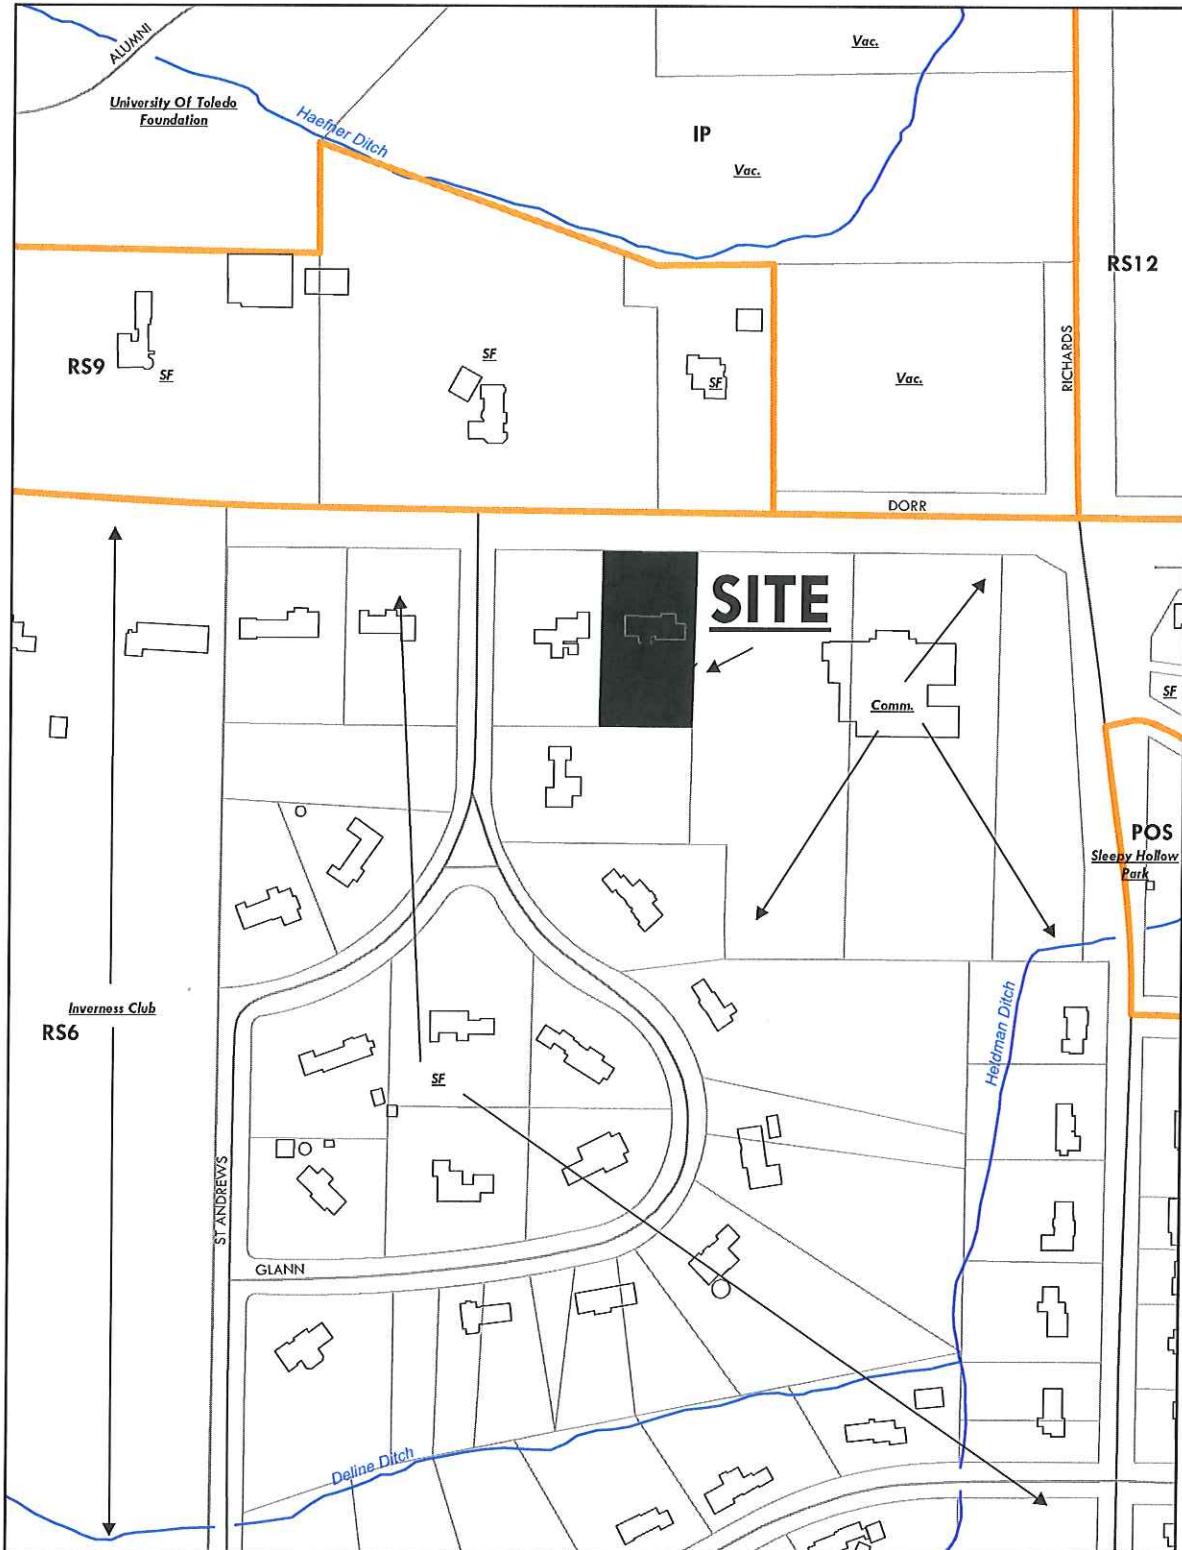 ALUMNI
Vac.
University Of Toledo
Foundation
Haefner Ditch
IP
Vac.
RS12
RS9
SF
SF
SF
Vac.
RICHARDS
DORR
SITE
Comm.
SF
POS
Sleepy Hollow
Park
Inverness Club
RS6
SF
Heldman Ditch
ST ANDREWS
GLANN
Deline Ditch